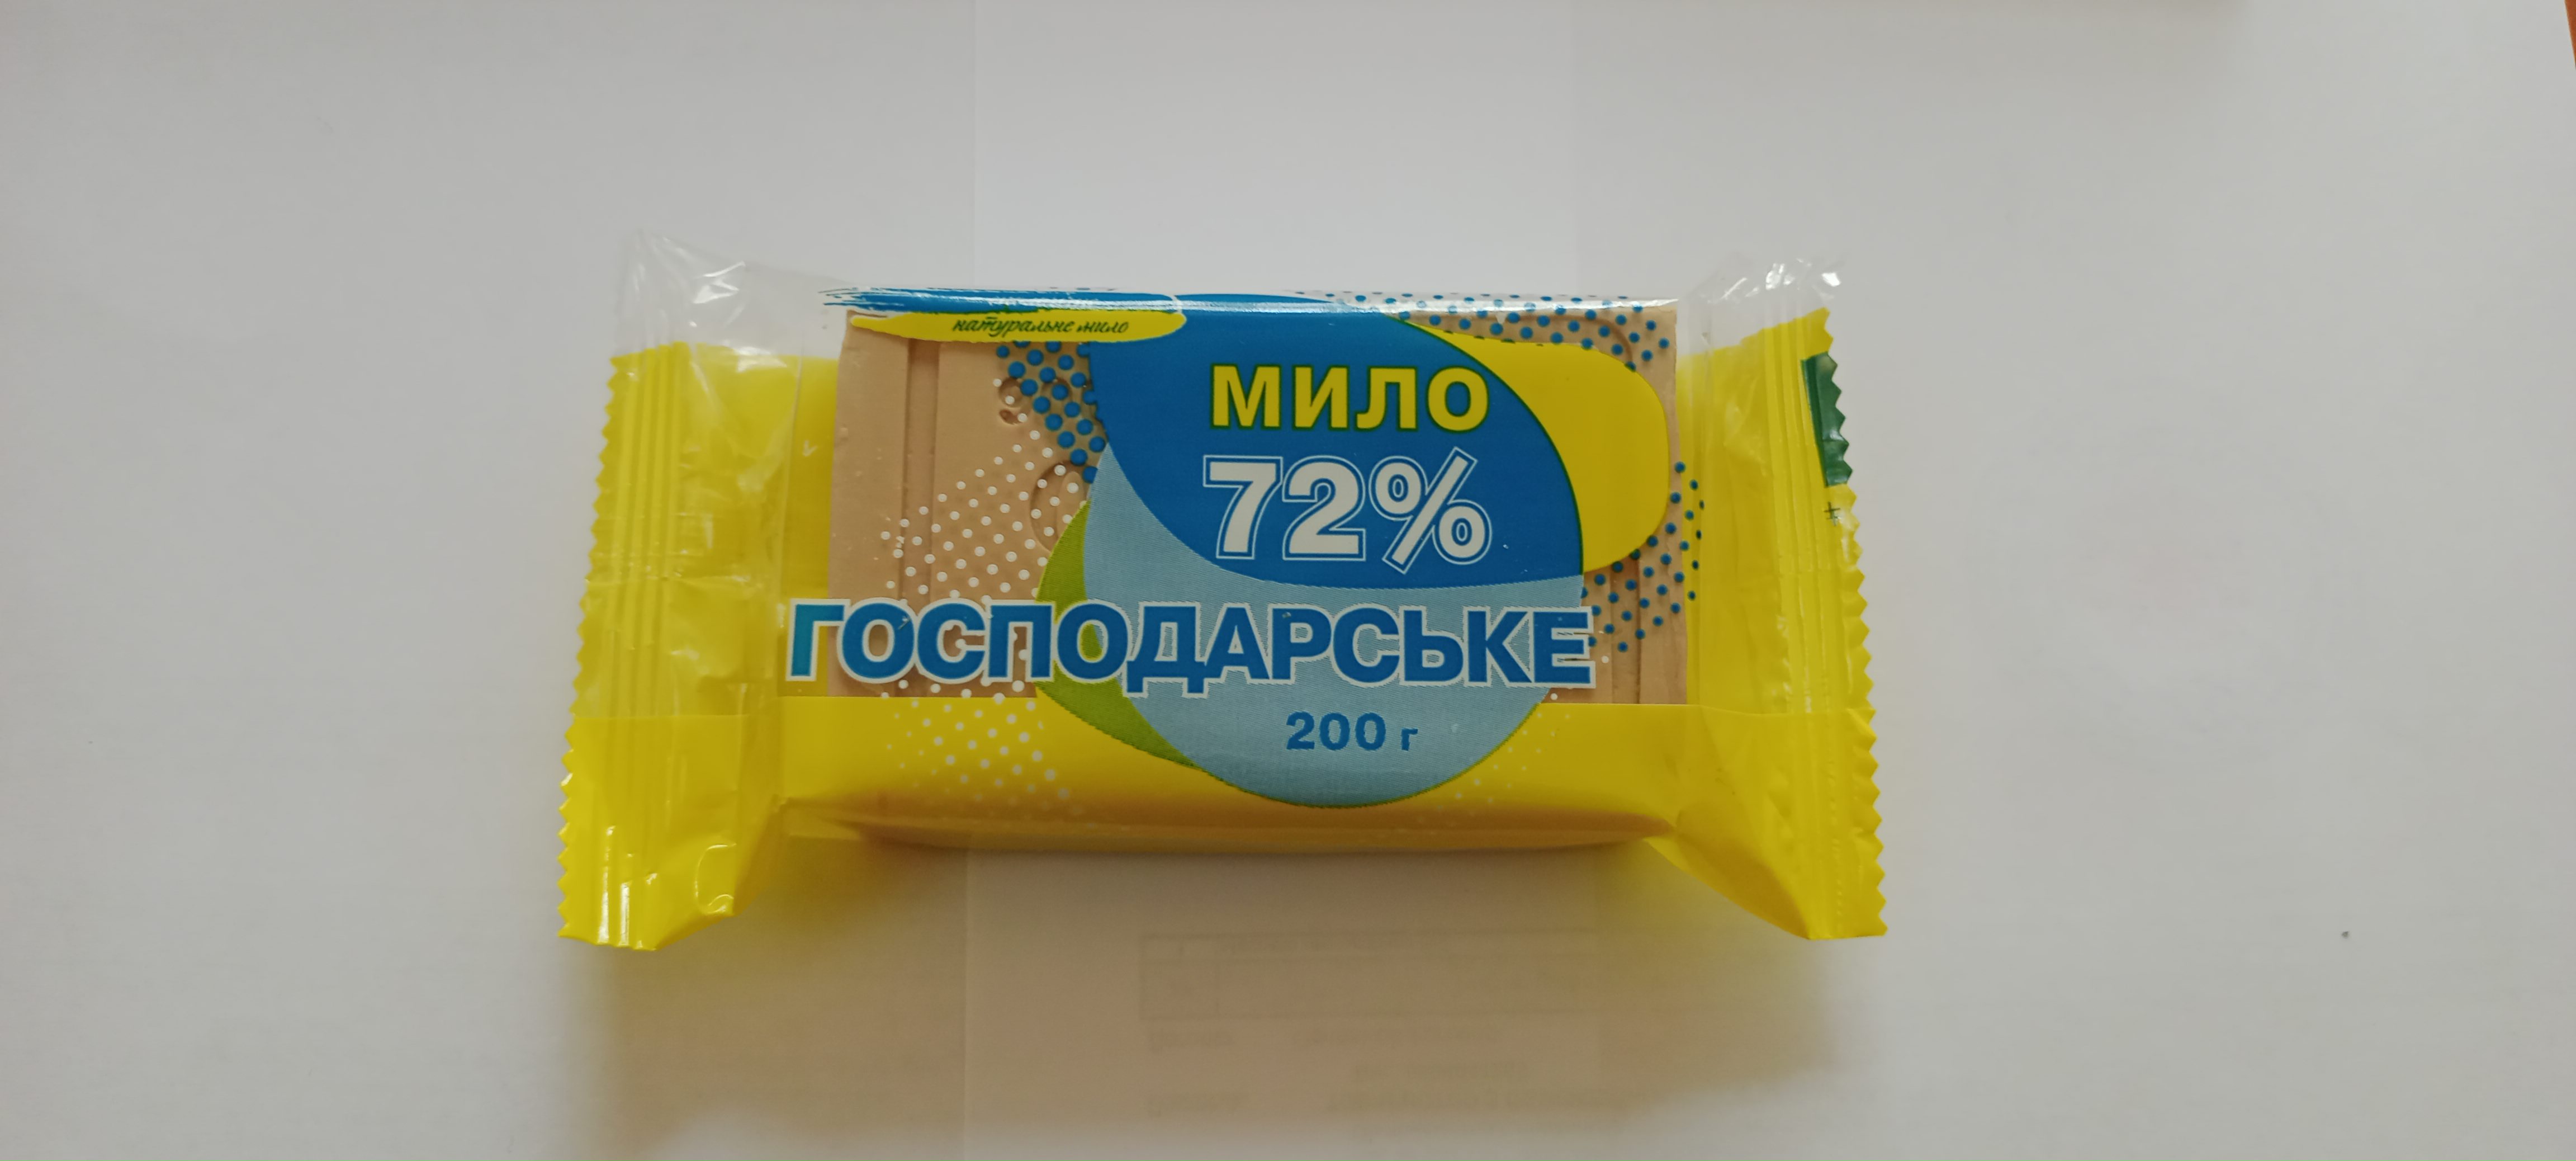 натуральне мило
МИЛО
72%
ГОСПОДАРСЬКЕ
200 г